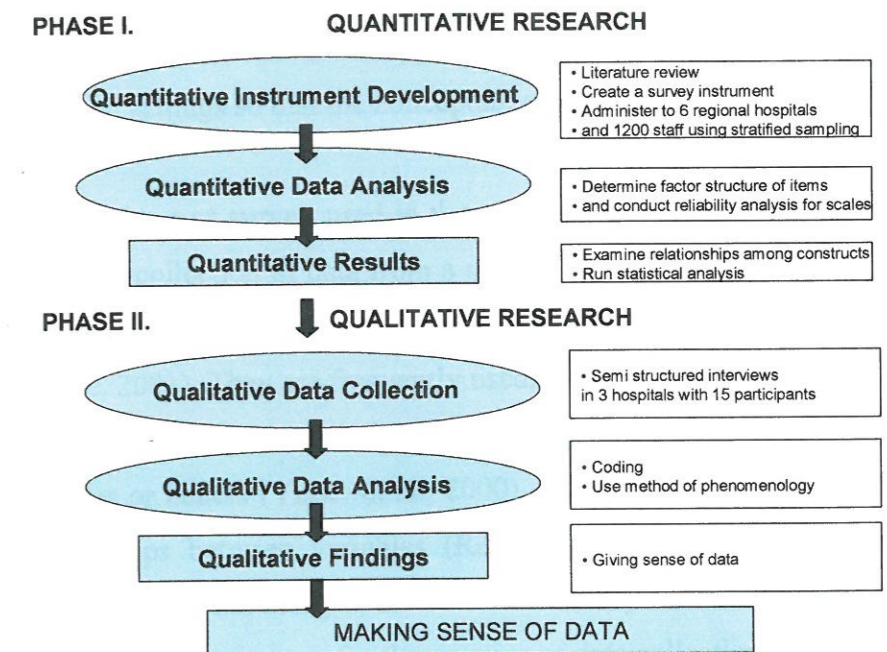 PHASE I. QUANTITATIVE RESEARCH
Quantitative Instrument Development
• Literature review
• Create a survey instrument
• Administer to 6 regional hospitals
• and 1200 staff using stratified sampling
Quantitative Data Analysis
• Determine factor structure of items
• and conduct reliability analysis for scales
Quantitative Results
• Examine relationships among constructs
• Run statistical analysis
PHASE II. QUALITATIVE RESEARCH
Qualitative Data Collection
• Semi structured interviews
in 3 hospitals with 15 participants
Qualitative Data Analysis
• Coding
• Use method of phenomenology
Qualitative Findings
• Giving sense of data
MAKING SENSE OF DATA